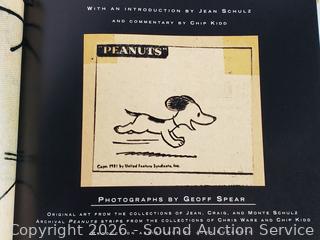 With an introduction by Jean Schulz
and commentary by Chip Kidd
"PEANUTS"
Copr. 1951 by United Feature Syndicate, Inc.
Photographs by Geoff Spear
Original art from the collections of Jean, Craig, and Monte Schulz
Archival Peanuts strips from the collections of Chris Ware and Chip Kidd
Copyright 2026 - Sound Auction Service